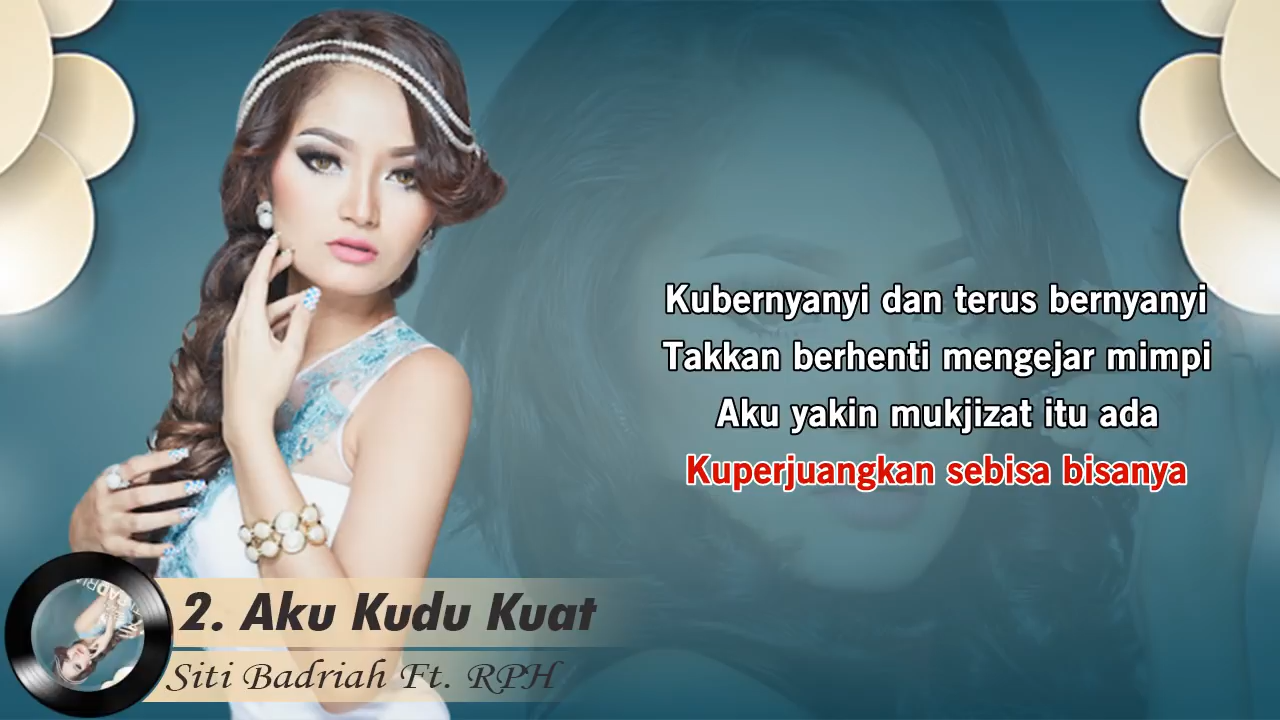 Kubernyanyi dan terus bernyanyi
Takkan berhenti mengejar mimpi
Aku yakin mukjizat itu ada
Kuperjuangkan sebisa bisanya
2. Aku Kudu Kuat
Siti Badriah Ft. RPH